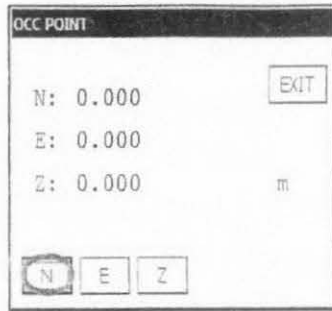 OCC POINT
N: 0.000
EXIT
E: 0.000
Z: 0.000 m
N E Z